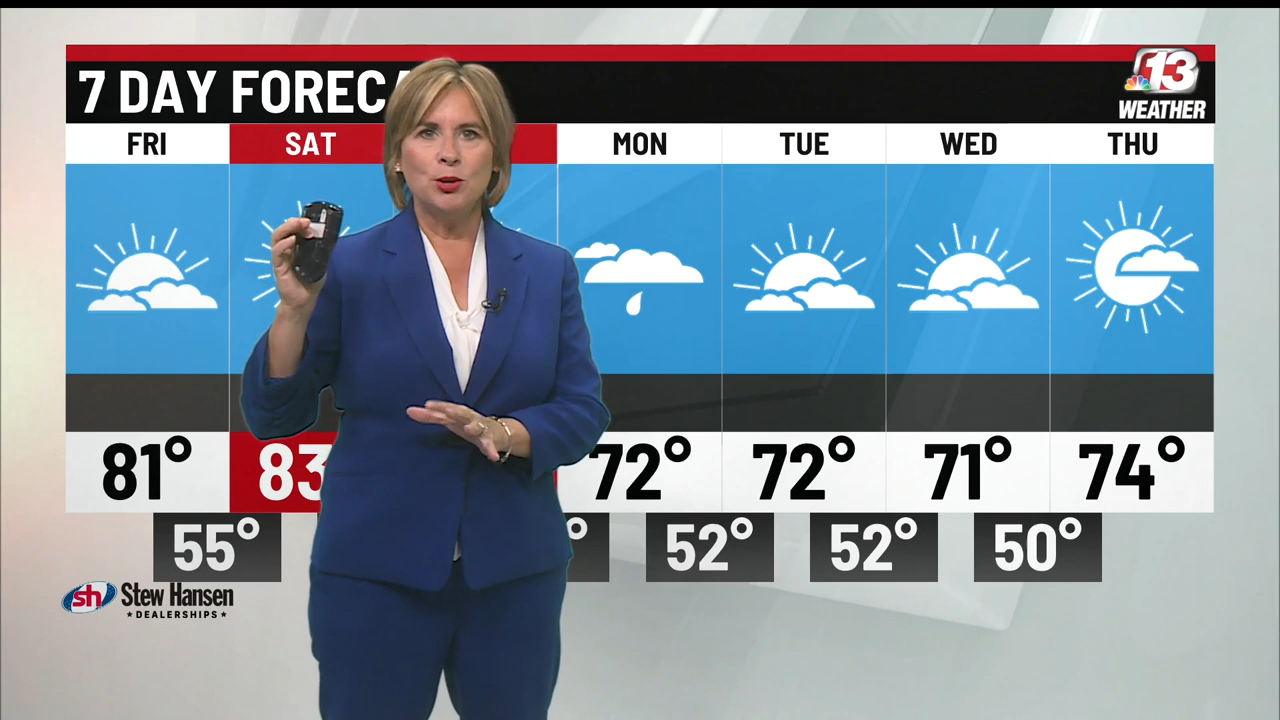 7 DAY FOREC
13
WEATHER
FRI SAT MON TUE WED THU
81° 83 72° 72° 71° 74°
55° ° 52° 52° 50°
sh Stew Hansen
★DEALERSHIPS★